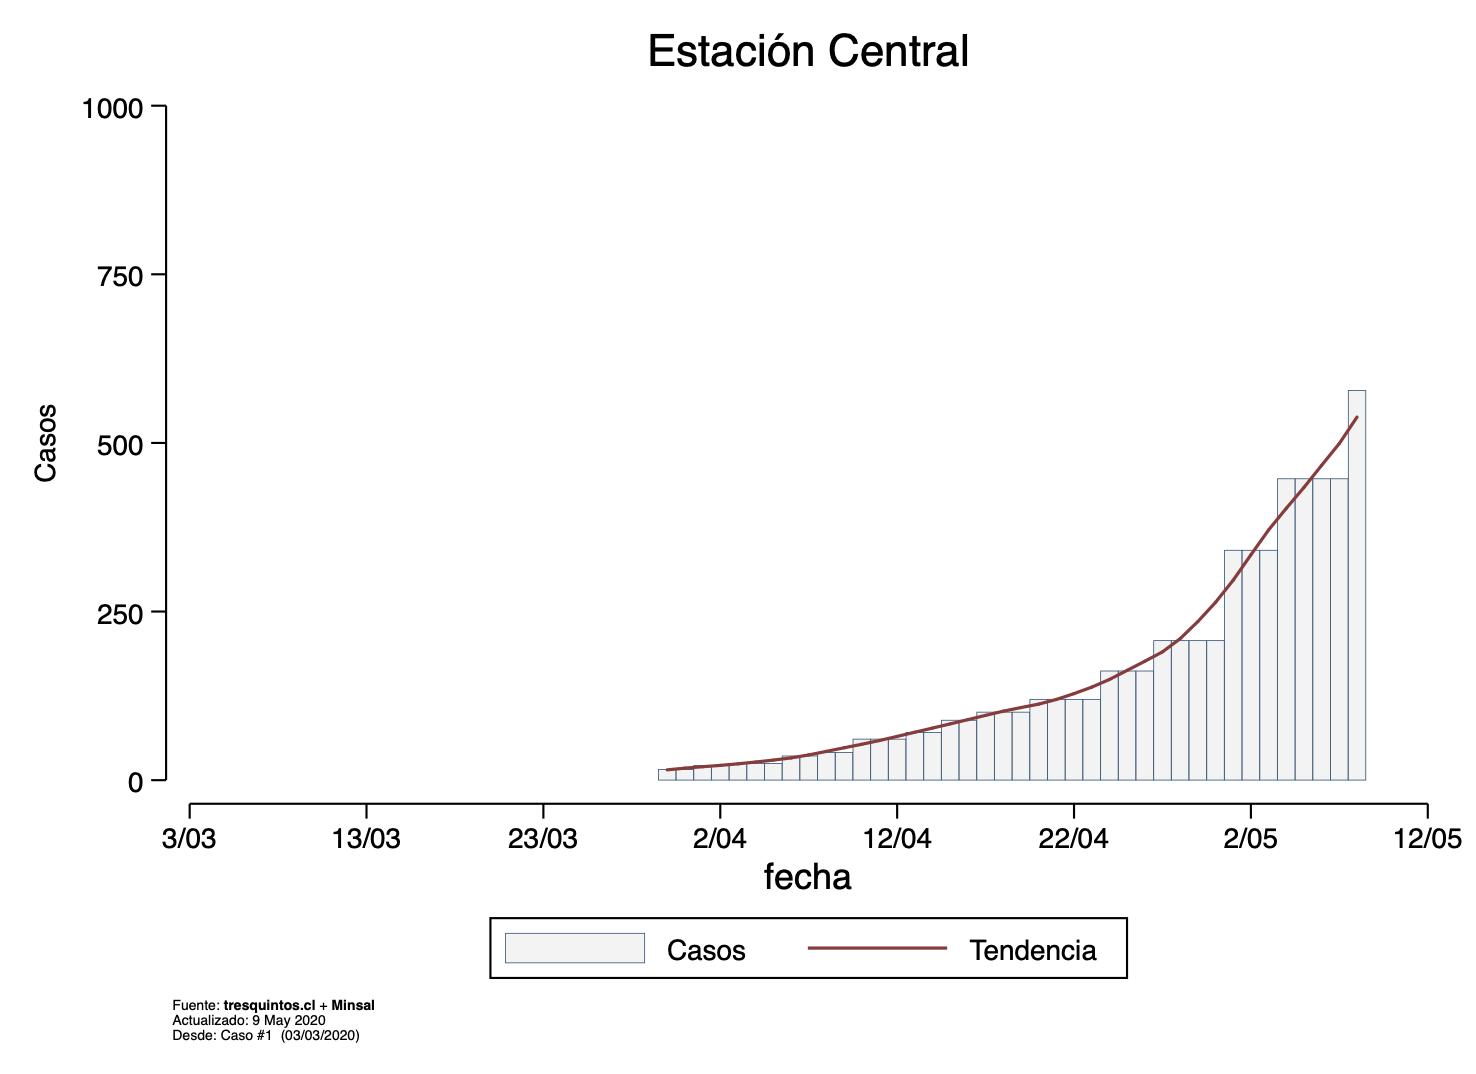 Estación Central
1000
750
500
250
0
Casos
3/03 13/03 23/03 2/04 12/04 22/04 2/05 12/05
fecha
Casos Tendencia
Fuente: tresquintos.cl + Minsal
Actualizado: 9 May 2020
Desde: Caso #1 (03/03/2020)